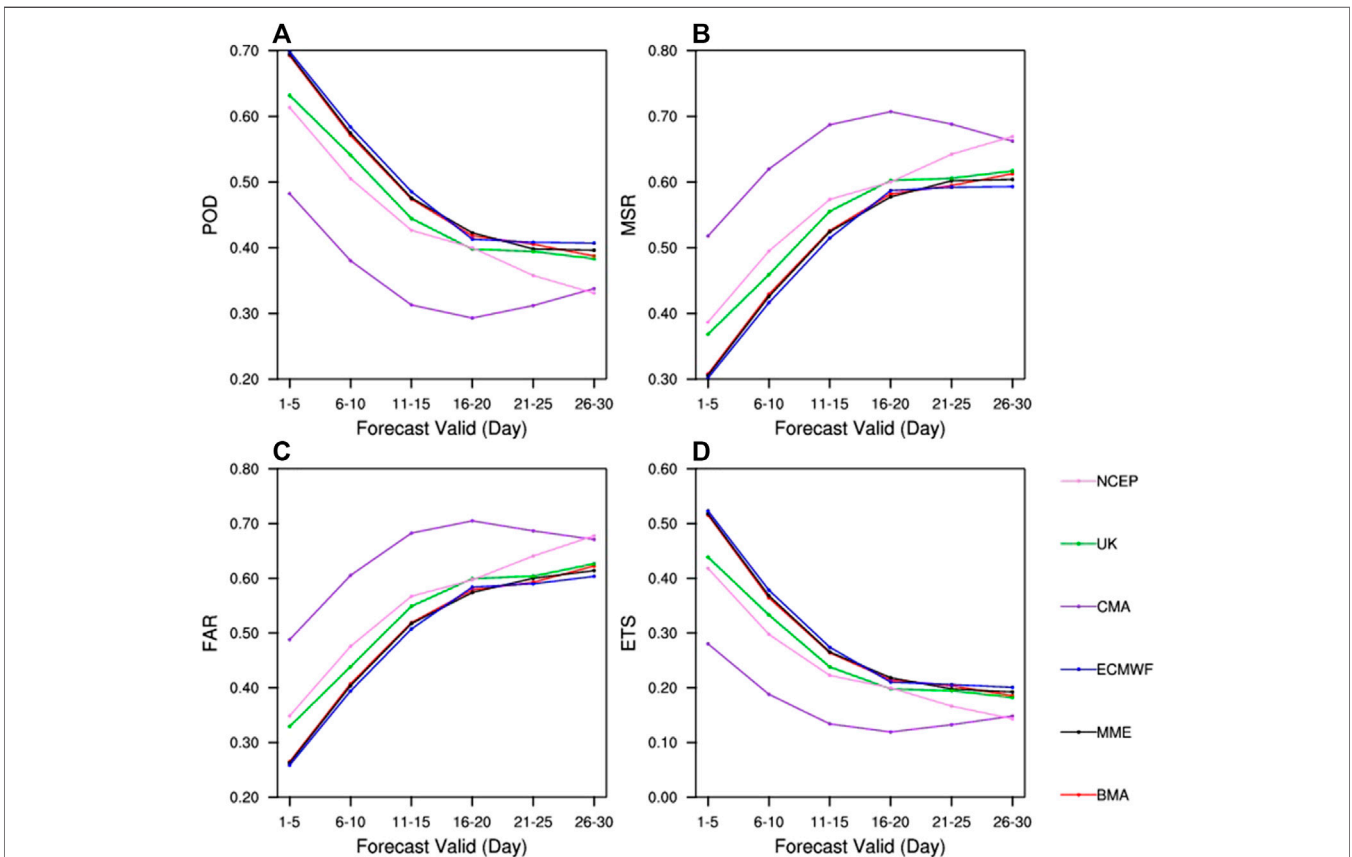 A
0.70
0.60
0.50
0.40
0.30
0.20
POD
1-5 6-10 11-15 16-20 21-25 26-30
Forecast Valid (Day)
B
0.80
0.70
0.60
0.50
0.40
0.30
MSR
1-5 6-10 11-15 16-20 21-25 26-30
Forecast Valid (Day)
C
0.80
0.70
0.60
0.50
0.40
0.30
0.20
FAR
1-5 6-10 11-15 16-20 21-25 26-30
Forecast Valid (Day)
D
0.60
0.50
0.40
0.30
0.20
0.10
0.00
ETS
1-5 6-10 11-15 16-20 21-25 26-30
Forecast Valid (Day)
NCEP
UK
CMA
ECMWF
MME
BMA